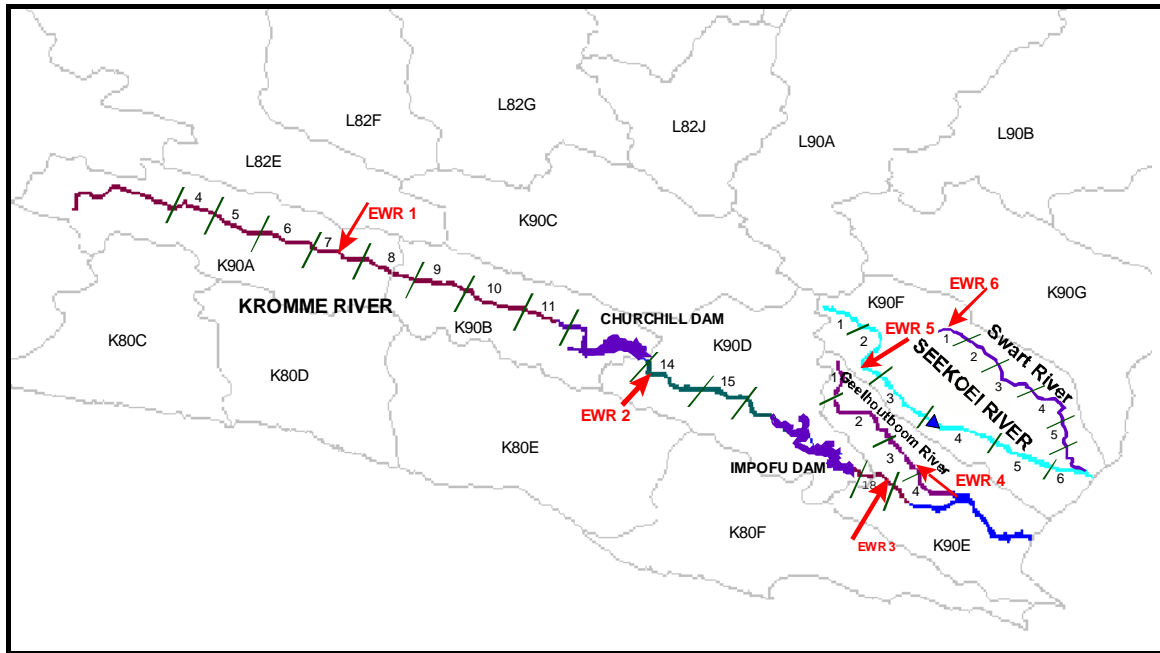 L82G
L82F
L82J
L90B
L90A
L82E
4
EWR 1
5
K90C
6
7
K90A
8
9
EWR 6
K90F
K90G
10
KROMME RIVER
11
CHURCHILL DAM
1
EWR 5
K90B
K90D
2
1
Swart River
K80C
14
2
SEEKOEI RIVER
3
K80D
1
Geelhoutboom River
15
EWR 2
3
4
2
4
5
K80E
3
5
6
IMPOFU DAM
EWR 4
18
4
K80F
EWR 3
K90E